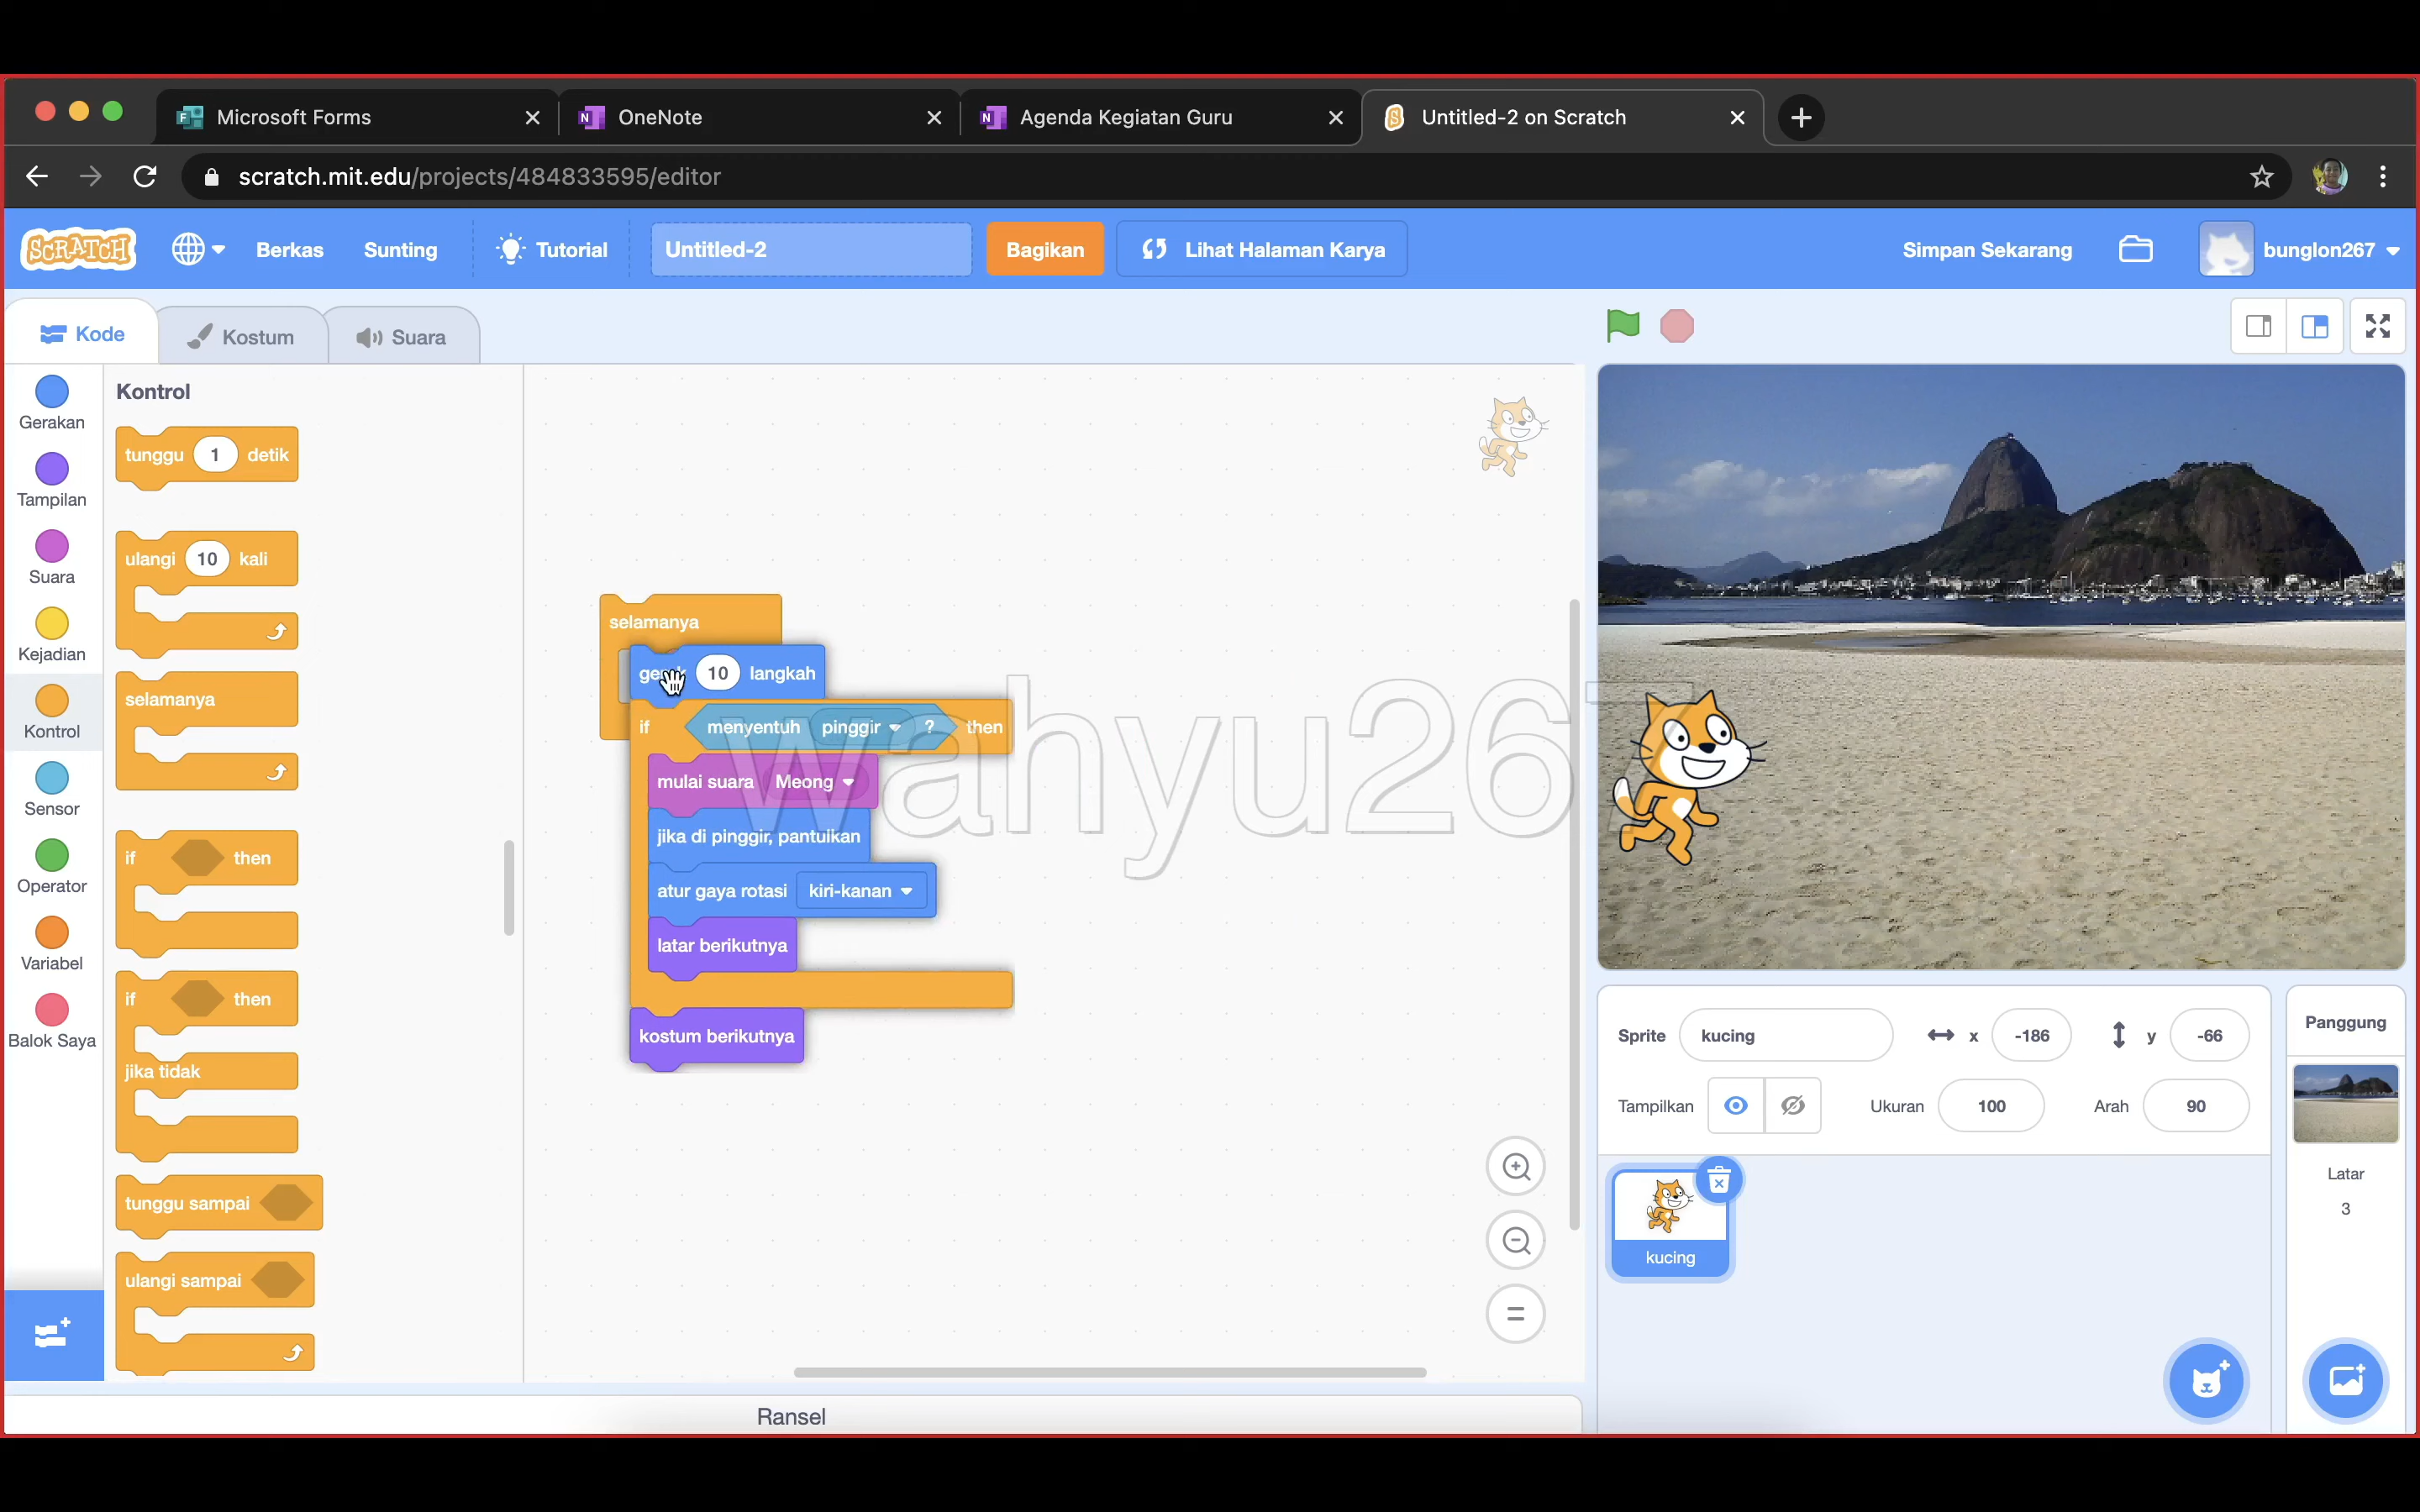 Microsoft Forms
OneNote
Agenda Kegiatan Guru
Untitled-2 on Scratch
scratch.mit.edu/projects/484833595/editor
SCRATCH
Berkas
Sunting
Tutorial
Untitled-2
Bagikan
Lihat Halaman Karya
Simpan Sekarang
bunglon267
Kode
Kostum
Suara
Gerakan
Tampilan
Suara
Kejadian
Kontrol
Sensor
Operator
Variabel
Balok Saya
Kontrol
tunggu 1 detik
ulangi 10 kali
selamanya
if then
if then
jika tidak
tunggu sampai
ulangi sampai
selamanya
10 langkah
if menyentuh pinggir ? then
mulai suara Meong
jika di pinggir, pantulkan
atur gaya rotasi kiri-kanan
latar berikutnya
kostum berikutnya
wahyu267
Ransel
Sprite kucing x -186 y -66
Tampilkan Ukuran 100 Arah 90
kucing
Panggung
Latar
3